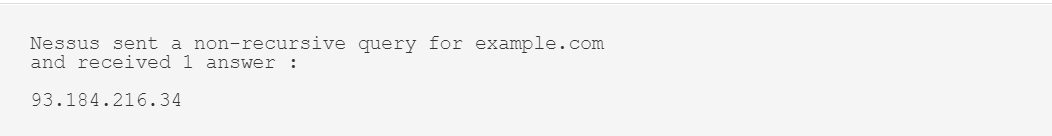 Nessus sent a non-recursive query for example.com
and received 1 answer :
93.184.216.34